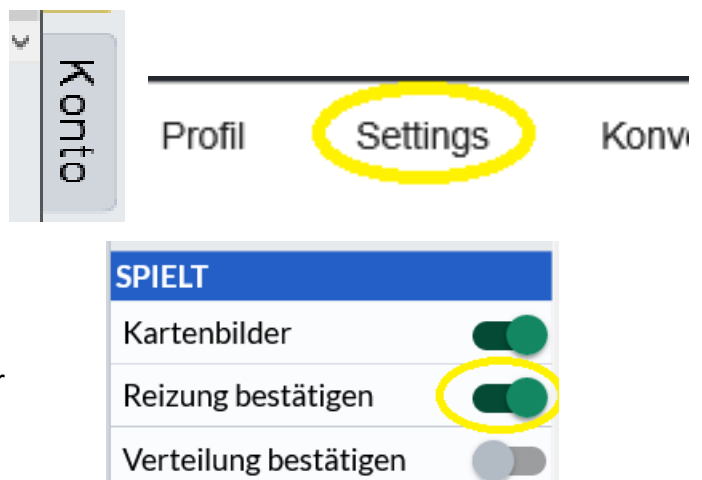 Konto
Profil Settings
SPIELT
Kartenbilder
Reizung bestätigen
Verteilung bestätigen